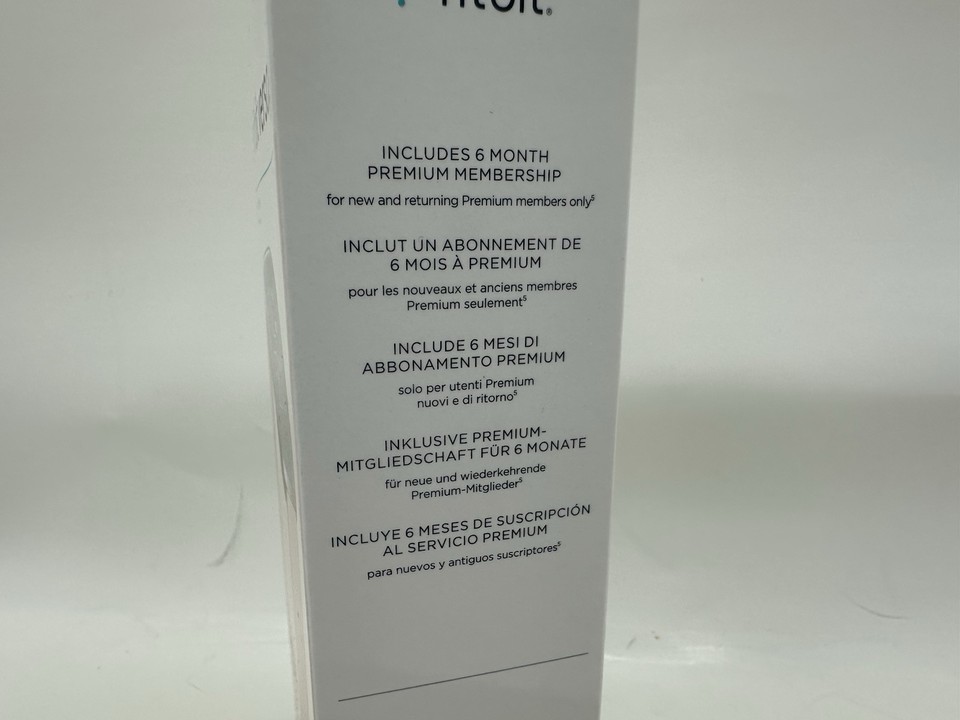 INCLUDES 6 MONTH
PREMIUM MEMBERSHIP
for new and returning Premium members only⁵
INCLUT UN ABONNEMENT DE
6 MOIS À PREMIUM
pour les nouveaux et anciens membres
Premium seulement⁵
INCLUDE 6 MESI DI
ABBONAMENTO PREMIUM
solo per utenti Premium
nuovi e di ritorno⁵
INKLUSIVE PREMIUM-
MITGLIEDSCHAFT FÜR 6 MONATE
für neue und wiederkehrende
Premium-Mitglieder⁵
INCLUYE 6 MESES DE SUSCRIPCIÓN
AL SERVICIO PREMIUM
para nuevos y antiguos suscriptores⁵